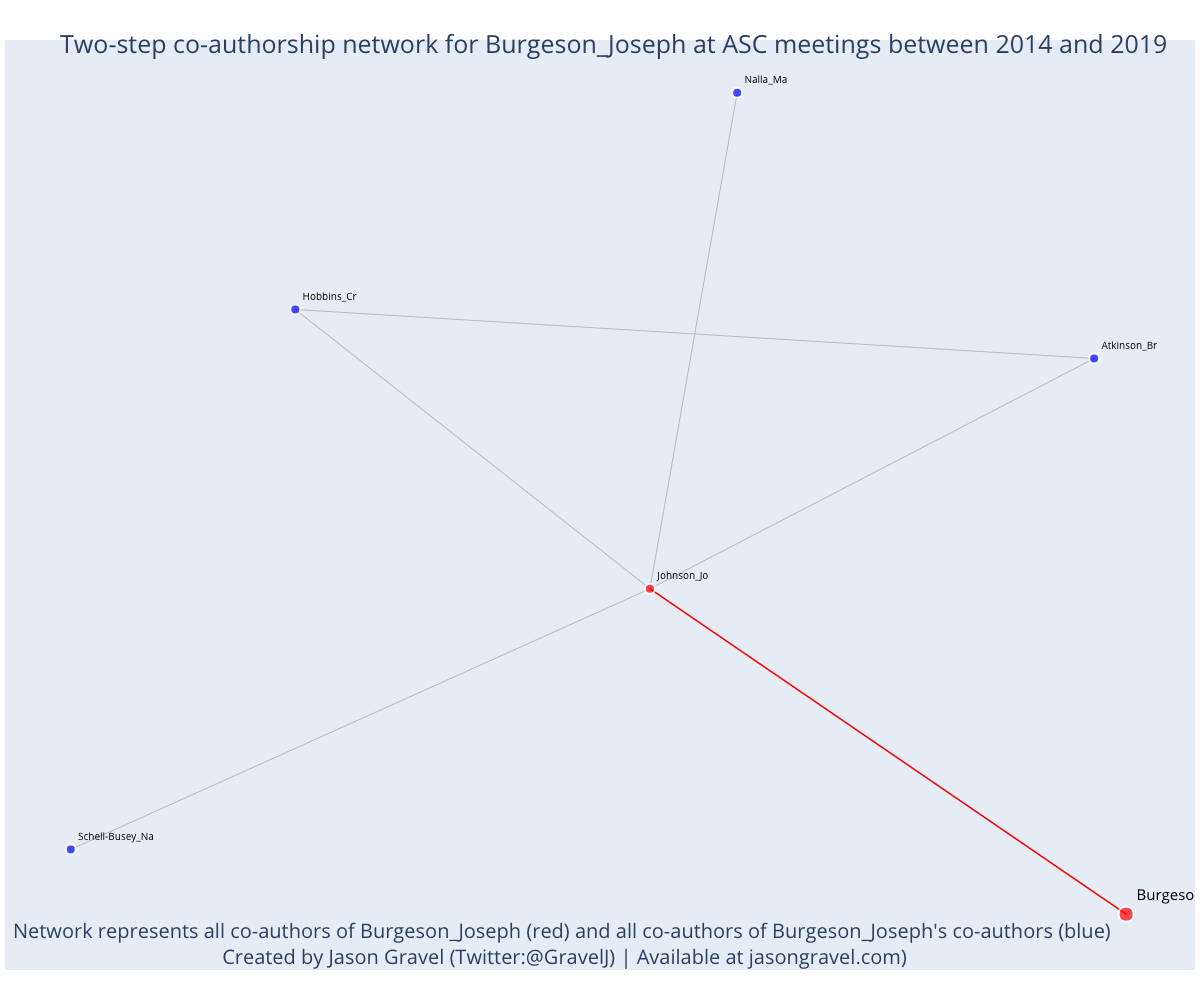 Two-step co-authorship network for Burgeson_Joseph at ASC meetings between 2014 and 2019
Nalla_Ma
Hobbins_Cr
Atkinson_Br
Johnson_Jo
Schell-Busey_Na
Burgeso
Network represents all co-authors of Burgeson_Joseph (red) and all co-authors of Burgeson_Joseph's co-authors (blue)
Created by Jason Gravel (Twitter:@GravelJ) | Available at jasongravel.com)